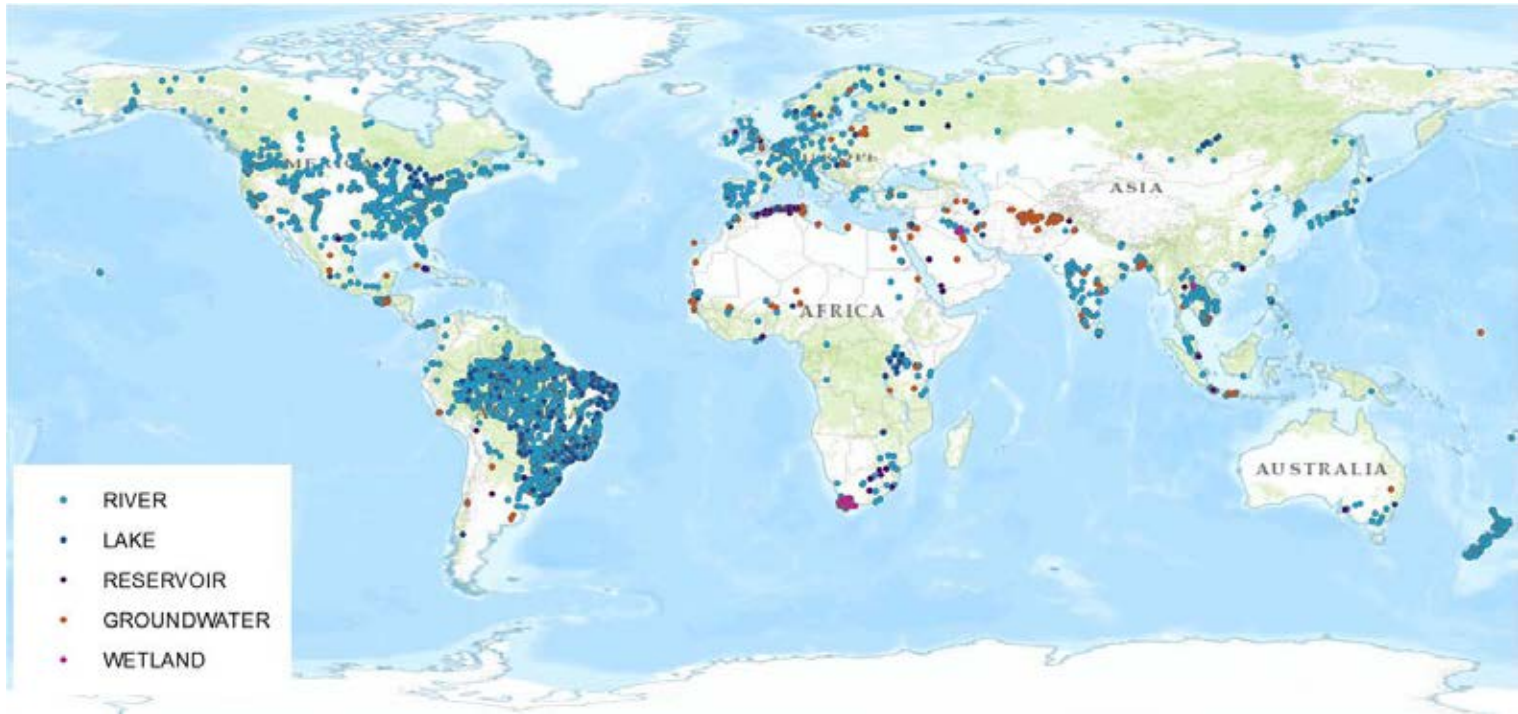 ASIA
AFRICA
AUSTRALIA
RIVER
LAKE
RESERVOIR
GROUNDWATER
WETLAND